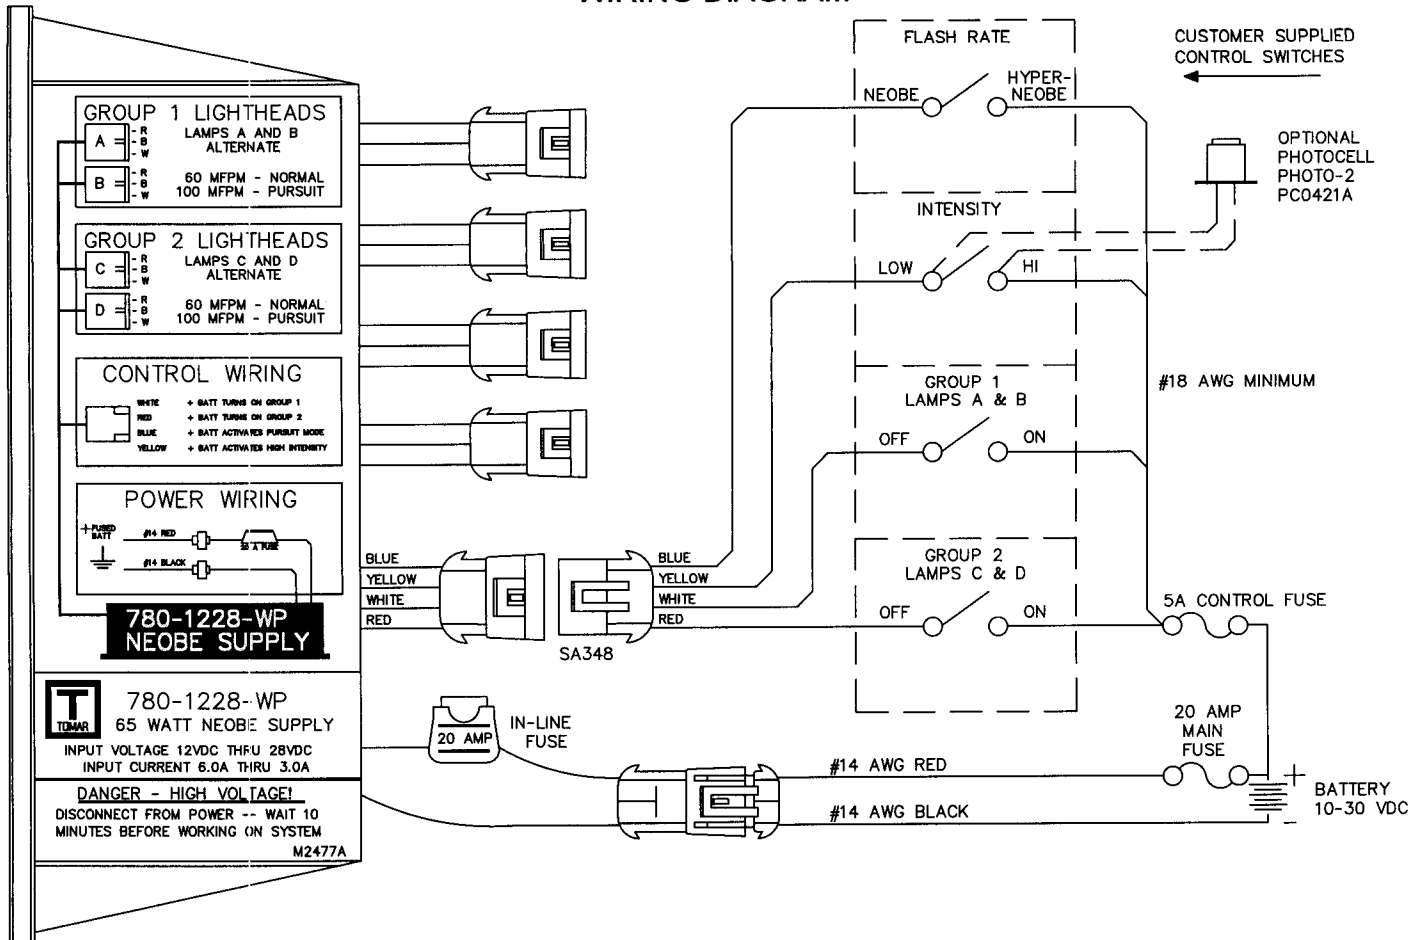 WIRING DIAGRAM
GROUP 1 LIGHTHEADS
LAMPS A AND B
ALTERNATE
A =
- R
- B
- W
B =
- R
- B
- W
60 MFPM - NORMAL
100 MFPM - PURSUIT
GROUP 2 LIGHTHEADS
LAMPS C AND D
ALTERNATE
C =
- R
- B
- W
D =
- R
- B
- W
60 MFPM - NORMAL
100 MFPM - PURSUIT
CONTROL WIRING
WHITE + BATT TURNS ON GROUP 1
RED + BATT TURNS ON GROUP 2
BLUE + BATT ACTIVATES PURSUIT MODE
YELLOW + BATT ACTIVATES HIGH INTENSITY
POWER WIRING
+ FUSED
BATT
#14 RED
20 A FUSE
#14 BLACK
780-1228-WP
NEOBE SUPPLY
T
TOMAR
780-1228-WP
65 WATT NEOBE SUPPLY
INPUT VOLTAGE 12VDC THRU 28VDC
INPUT CURRENT 6.0A THRU 3.0A
DANGER - HIGH VOLTAGE!
DISCONNECT FROM POWER -- WAIT 10
MINUTES BEFORE WORKING ON SYSTEM
M2477A
BLUE
YELLOW
WHITE
RED
SA348
BLUE
YELLOW
WHITE
RED
20 AMP
IN-LINE
FUSE
FLASH RATE
NEOBE
HYPER-
NEOBE
INTENSITY
LOW
HI
GROUP 1
LAMPS A & B
OFF
ON
GROUP 2
LAMPS C & D
OFF
ON
CUSTOMER SUPPLIED
CONTROL SWITCHES
OPTIONAL
PHOTOCELL
PHOTO-2
PC0421A
#18 AWG MINIMUM
5A CONTROL FUSE
20 AMP
MAIN
FUSE
#14 AWG RED
#14 AWG BLACK
+
BATTERY
10-30 VDC
-